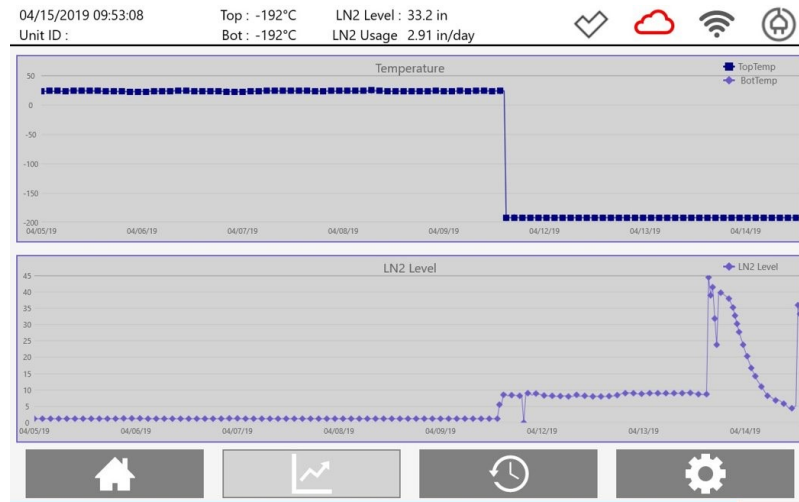 04/15/2019 09:53:08 Top : -192°C LN2 Level : 33.2 in
Unit ID : Bot : -192°C LN2 Usage 2.91 in/day
Temperature
TopTemp
BotTemp
50
0
-50
-100
-150
-200
04/05/19 04/06/19 04/07/19 04/08/19 04/09/19 04/12/19 04/13/19 04/14/19
LN2 Level
LN2 Level
45
40
35
30
25
20
15
10
5
0
04/05/19 04/06/19 04/07/19 04/08/19 04/09/19 04/12/19 04/13/19 04/14/19